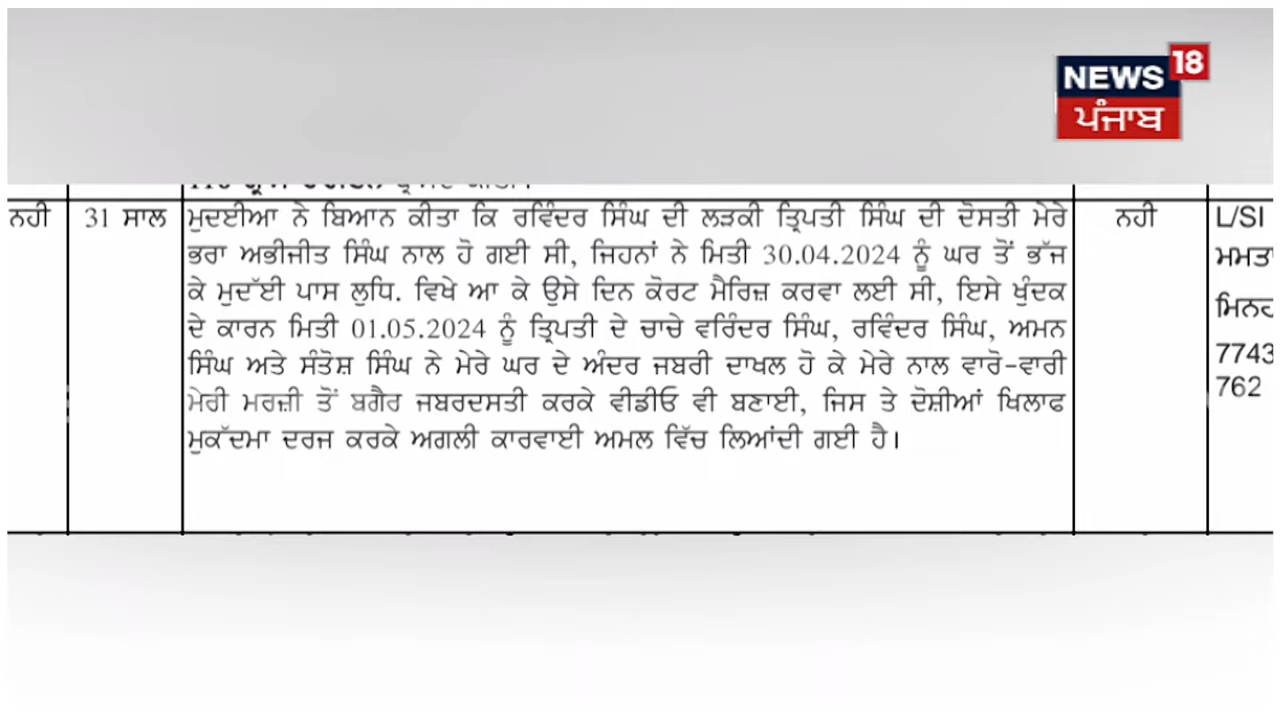 NEWS 18
ਪੰਜਾਬ
ਨਹੀ
31 ਸਾਲ
ਮੁਦਈਆ ਨੇ ਬਿਆਨ ਕੀਤਾ ਕਿ ਰਵਿੰਦਰ ਸਿੰਘ ਦੀ ਲੜਕੀ ਤ੍ਰਿਪਤੀ ਸਿੰਘ ਦੀ ਦੋਸਤੀ ਮੇਰੇ
ਭਰਾ ਅਭੀਜੀਤ ਸਿੰਘ ਨਾਲ ਹੋ ਗਈ ਸੀ, ਜਿਹਨਾਂ ਨੇ ਮਿਤੀ 30.04.2024 ਨੂੰ ਘਰ ਤੋਂ ਭੱਜ
ਕੇ ਮੁਦੱਈ ਪਾਸ ਲੁਧਿ. ਵਿਖੇ ਆ ਕੇ ਉਸੇ ਦਿਨ ਕੋਰਟ ਮੈਰਿਜ਼ ਕਰਵਾ ਲਈ ਸੀ, ਇਸੇ ਖੁੰਦਕ
ਦੇ ਕਾਰਨ ਮਿਤੀ 01.05.2024 ਨੂੰ ਤ੍ਰਿਪਤੀ ਦੇ ਚਾਚੇ ਵਰਿੰਦਰ ਸਿੰਘ, ਰਵਿੰਦਰ ਸਿੰਘ, ਅਮਨ
ਸਿੰਘ ਅਤੇ ਸੰਤੋਸ਼ ਸਿੰਘ ਨੇ ਮੇਰੇ ਘਰ ਦੇ ਅੰਦਰ ਜਬਰੀ ਦਾਖਲ ਹੋ ਕੇ ਮੇਰੇ ਨਾਲ ਵਾਰੋ-ਵਾਰੀ
ਮੇਰੀ ਮਰਜ਼ੀ ਤੋਂ ਬਗੈਰ ਜਬਰਦਸਤੀ ਕਰਕੇ ਵੀਡੀਓ ਵੀ ਬਣਾਈ, ਜਿਸ ਤੇ ਦੋਸ਼ੀਆਂ ਖਿਲਾਫ
ਮੁਕੱਦਮਾ ਦਰਜ ਕਰਕੇ ਅਗਲੀ ਕਾਰਵਾਈ ਅਮਲ ਵਿੱਚ ਲਿਆਂਦੀ ਗਈ ਹੈ।
ਨਹੀ
L/SI
7743
762